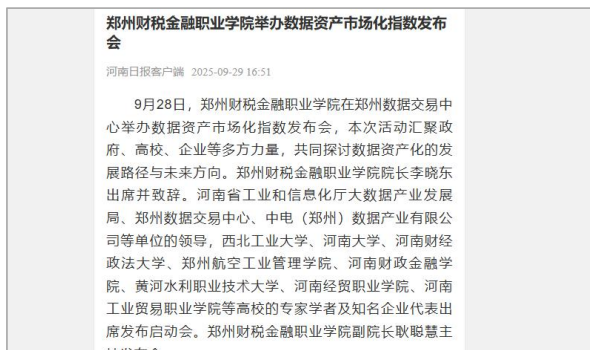 郑州财税金融职业学院举办数据资产市场化指数发布
会
河南日报客户端 2025-09-29 16:51
9月28日，郑州财税金融职业学院在郑州数据交易中
心举办数据资产市场化指数发布会，本次活动汇聚政
府、高校、企业等多方力量，共同探讨数据资产化的发
展路径与未来方向。郑州财税金融职业学院院长李晓东
出席并致辞。河南省工业和信息化厅大数据产业发展
局、郑州数据交易中心、中电（郑州）数据产业有限公
司等单位的领导，西北工业大学、河南大学、河南财经
政法大学、郑州航空工业管理学院、河南财政金融学
院、黄河水利职业技术大学、河南经贸职业学院、河南
工业贸易职业学院等高校的专家学者及知名企业代表出
席发布启动会。郑州财税金融职业学院副院长耿聪慧主